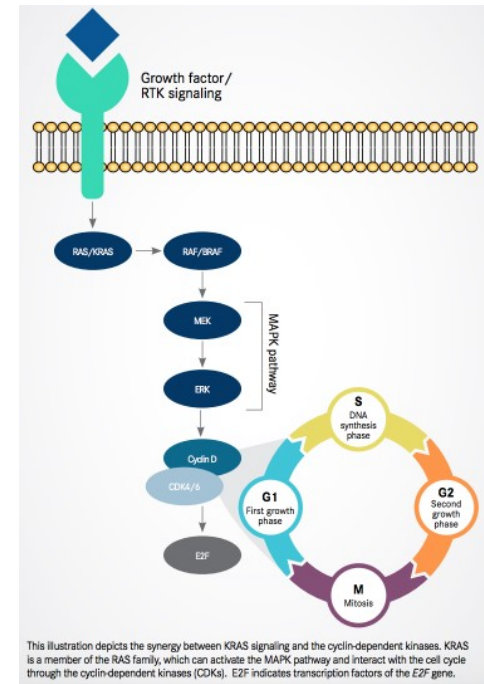 Growth factor/
RTK signaling
RAS/KRAS
RAF/BRAF
MEK
MAPK pathway
ERK
S
DNA
synthesis
phase
Cyclin D
CDK4/6
G1
First growth
phase
G2
Second
growth
phase
E2F
M
Mitosis
This illustration depicts the synergy between KRAS signaling and the cyclin-dependent kinases. KRAS
is a member of the RAS family, which can activate the MAPK pathway and interact with the cell cycle
through the cyclin-dependent kinases (CDKs). E2F indicates transcription factors of the E2F gene.